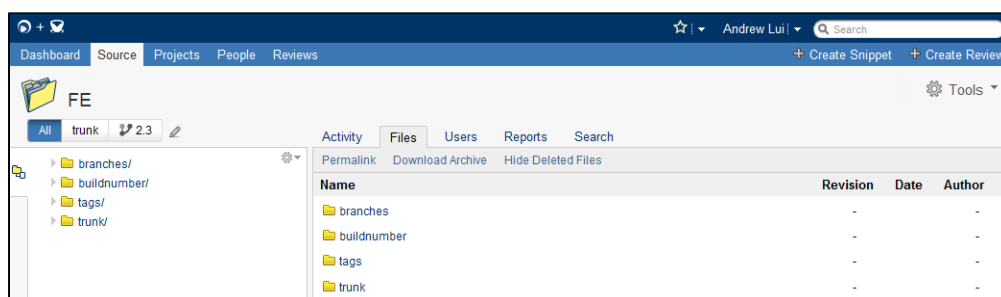 +
Andrew Lui
Search
Dashboard Source Projects People Reviews
+ Create Snippet + Create Review
FE
Tools
All trunk 2.3
Activity Files Users Reports Search
Permalink Download Archive Hide Deleted Files
branches/
buildnumber/
tags/
trunk/
Name Revision Date Author
branches - -
buildnumber - -
tags - -
trunk - -